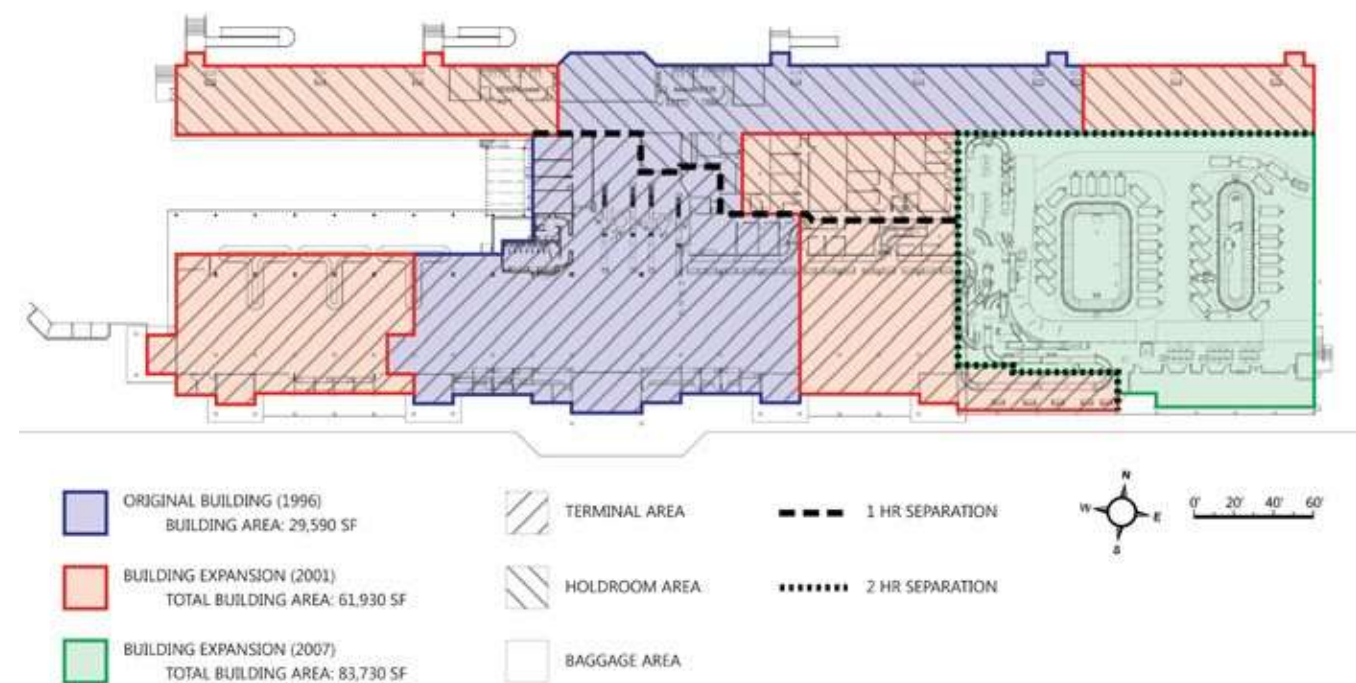 ORIGINAL BUILDING (1996)
BUILDING AREA: 29,590 SF
BUILDING EXPANSION (2001)
TOTAL BUILDING AREA: 61,930 SF
BUILDING EXPANSION (2007)
TOTAL BUILDING AREA: 83,730 SF
TERMINAL AREA
HOLDROOM AREA
BAGGAGE AREA
1 HR SEPARATION
2 HR SEPARATION
N
W E
S
0' 20' 40' 60'